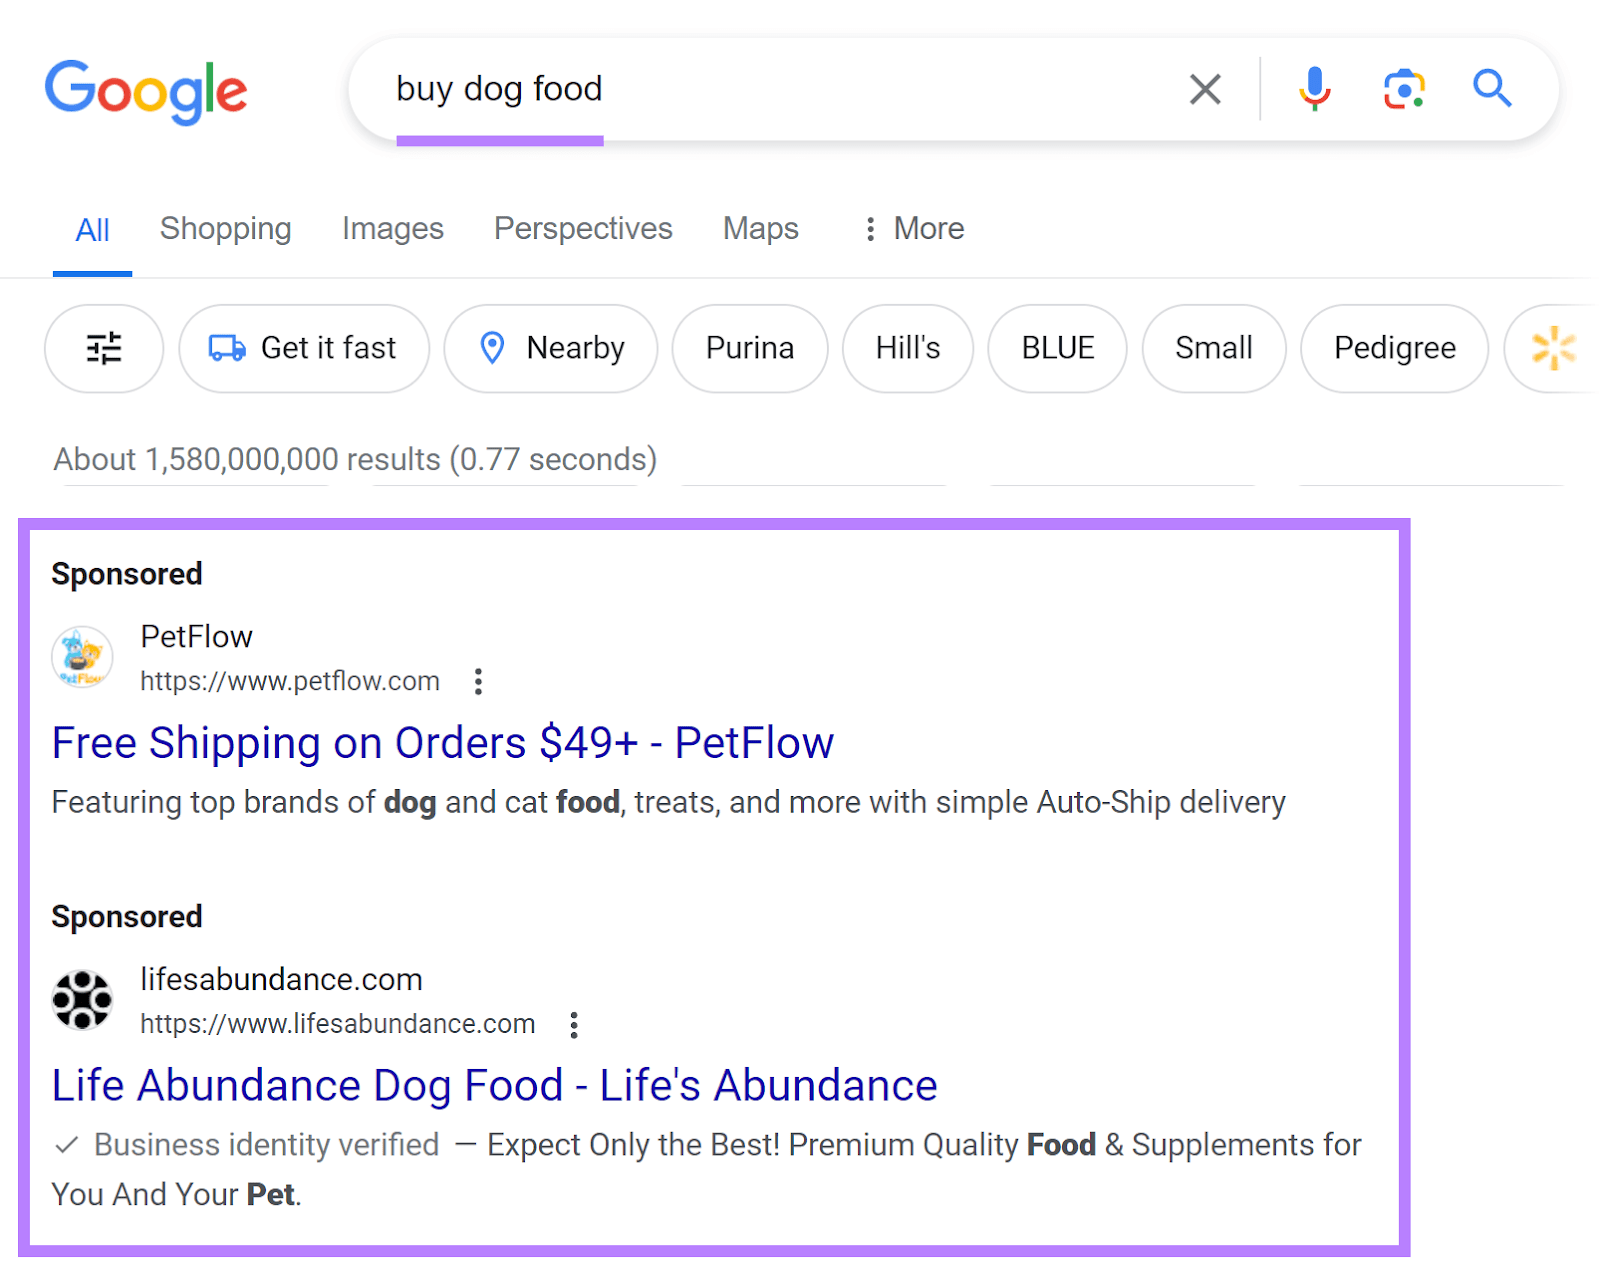 Google
buy dog food
All Shopping Images Perspectives Maps More
Get it fast Nearby Purina Hill's BLUE Small Pedigree
About 1,580,000,000 results (0.77 seconds)
Sponsored
PetFlow
PetFlow
https://www.petflow.com
Free Shipping on Orders $49+ - PetFlow
Featuring top brands of dog and cat food, treats, and more with simple Auto-Ship delivery
Sponsored
lifesabundance.com
https://www.lifesabundance.com
Life Abundance Dog Food - Life's Abundance
Business identity verified — Expect Only the Best! Premium Quality Food & Supplements for
You And Your Pet.